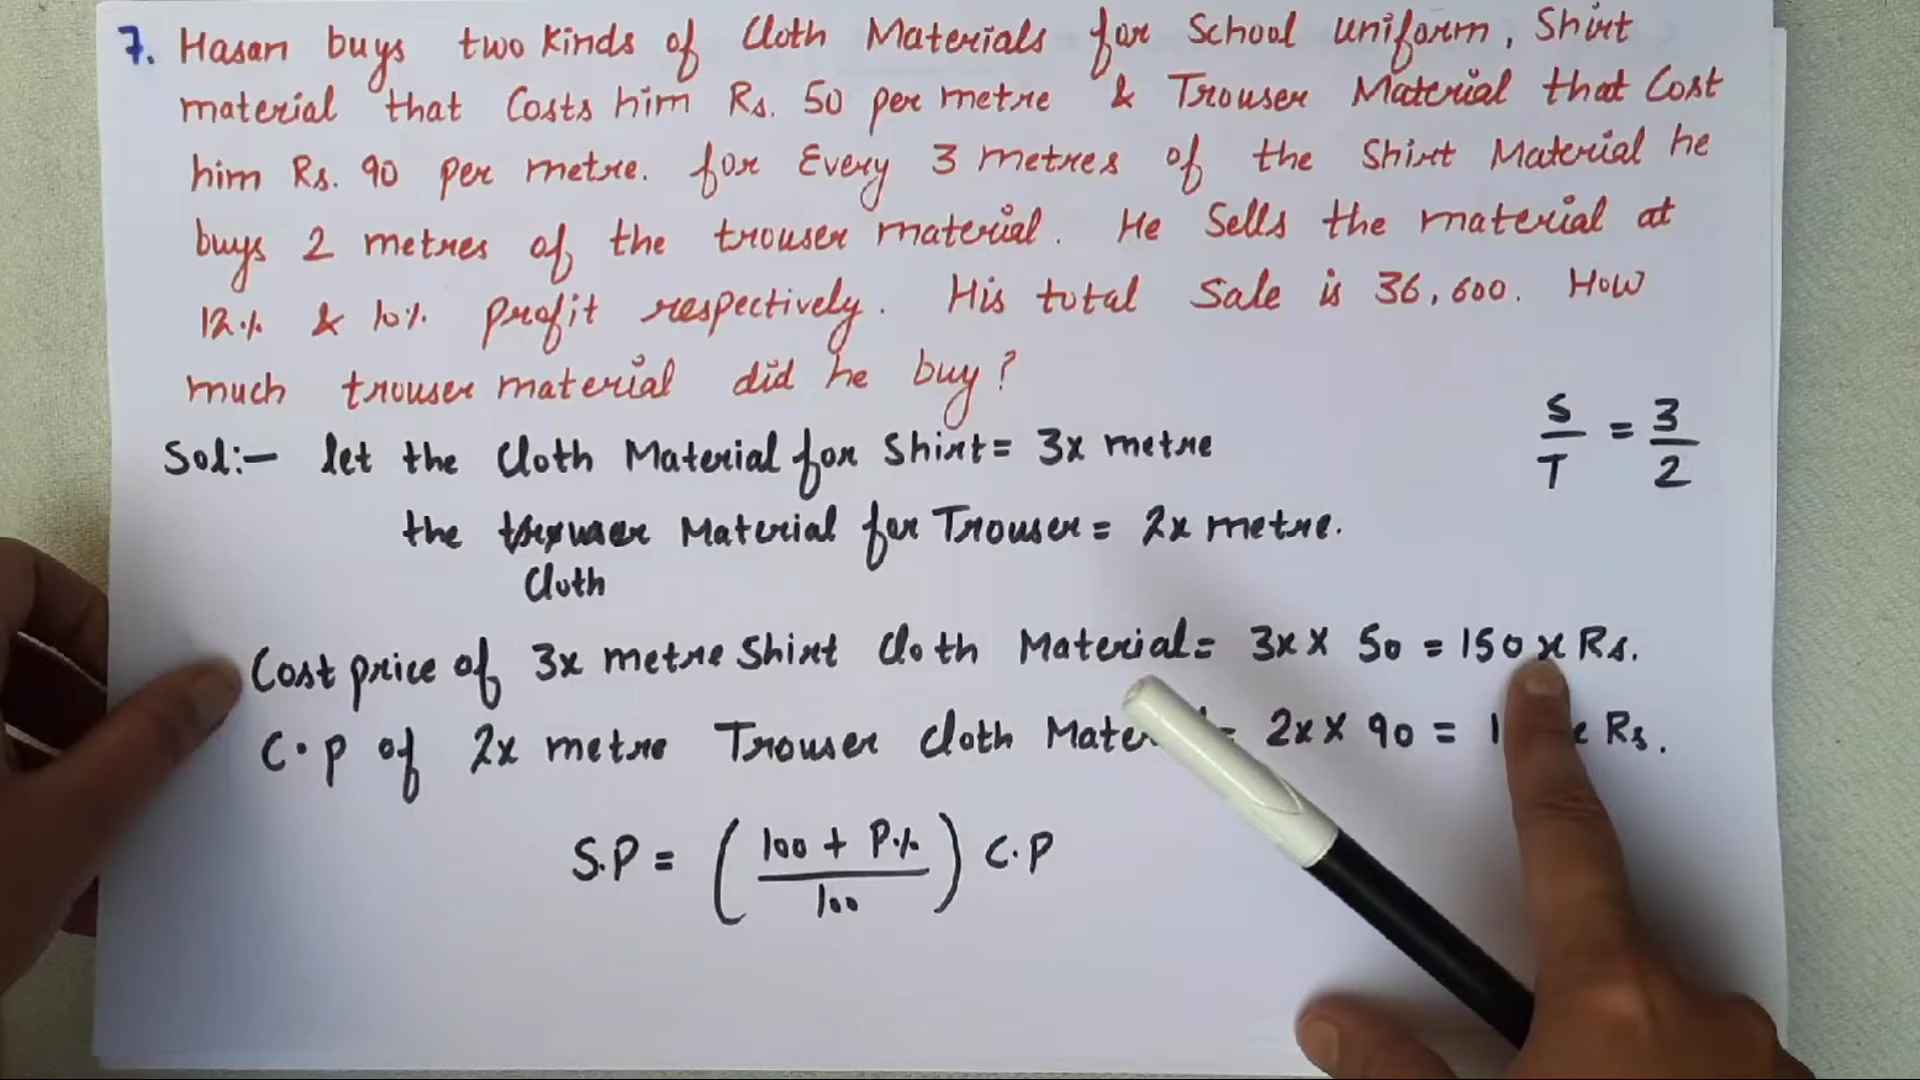 7. Hasan buys two kinds of Cloth Materials for School uniform, Shirt
material that Costs him Rs. 50 per metre & Trouser Material that Cost
him Rs. 90 per metre. for Every 3 metres of the Shirt Material he
buys 2 metres of the trouser material. He Sells the material at
12% & 10% profit respectively. His total Sale is 36,600. How
much trouser material did he buy?
S/T = 3/2
Sol:- let the Cloth Material for Shirt = 3x metre
the Material for Trouser = 2x metre.
Cloth
Cost price of 3x metre Shirt Cloth Material = 3x × 50 = 150x Rs.
C.P of 2x metre Trouser Cloth = 2x × 90 = Rs.
S.P = ( 100 + P% / 100 ) C.P